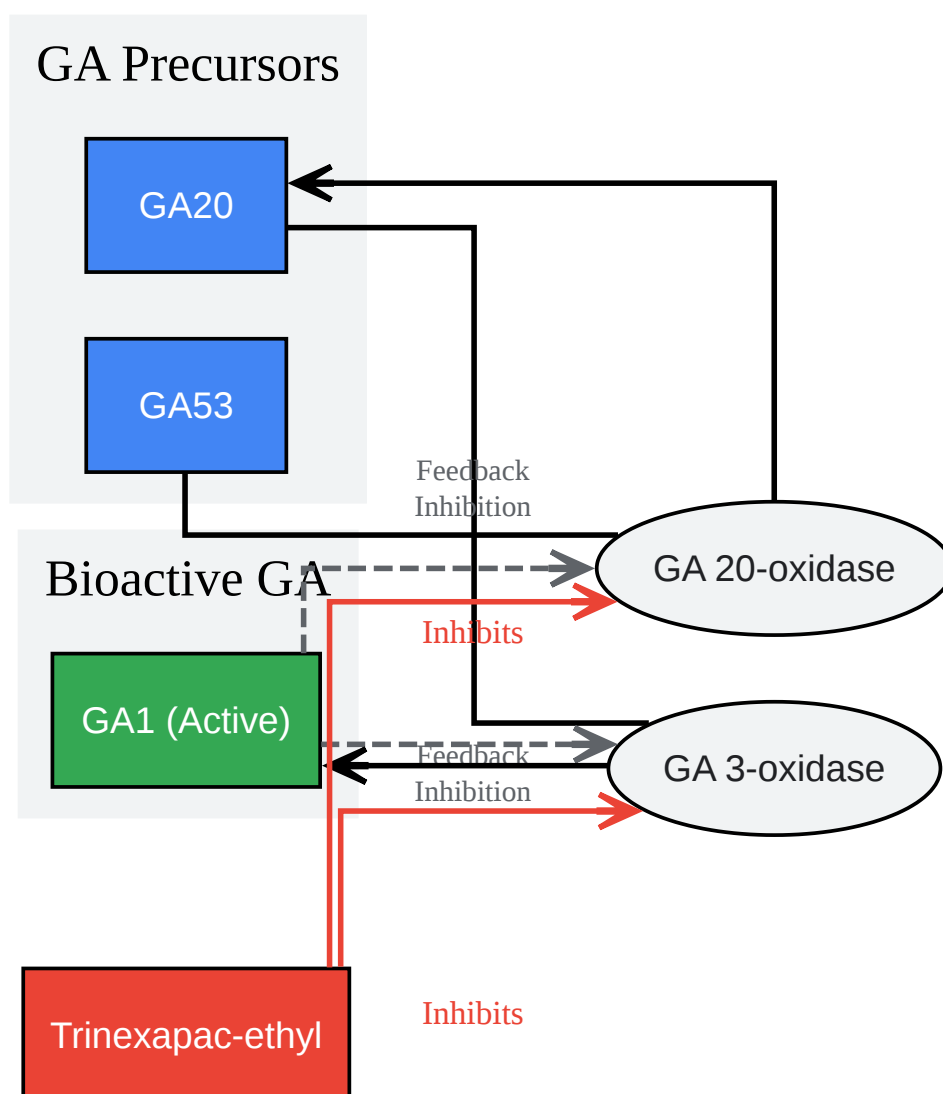 GA Precursors
GA20
GA53
Feedback
Inhibition
GA 20-oxidase
Bioactive GA
Inhibits
GA1 (Active)
Feedback
Inhibition
GA 3-oxidase
Inhibits
Trinexapac-ethyl